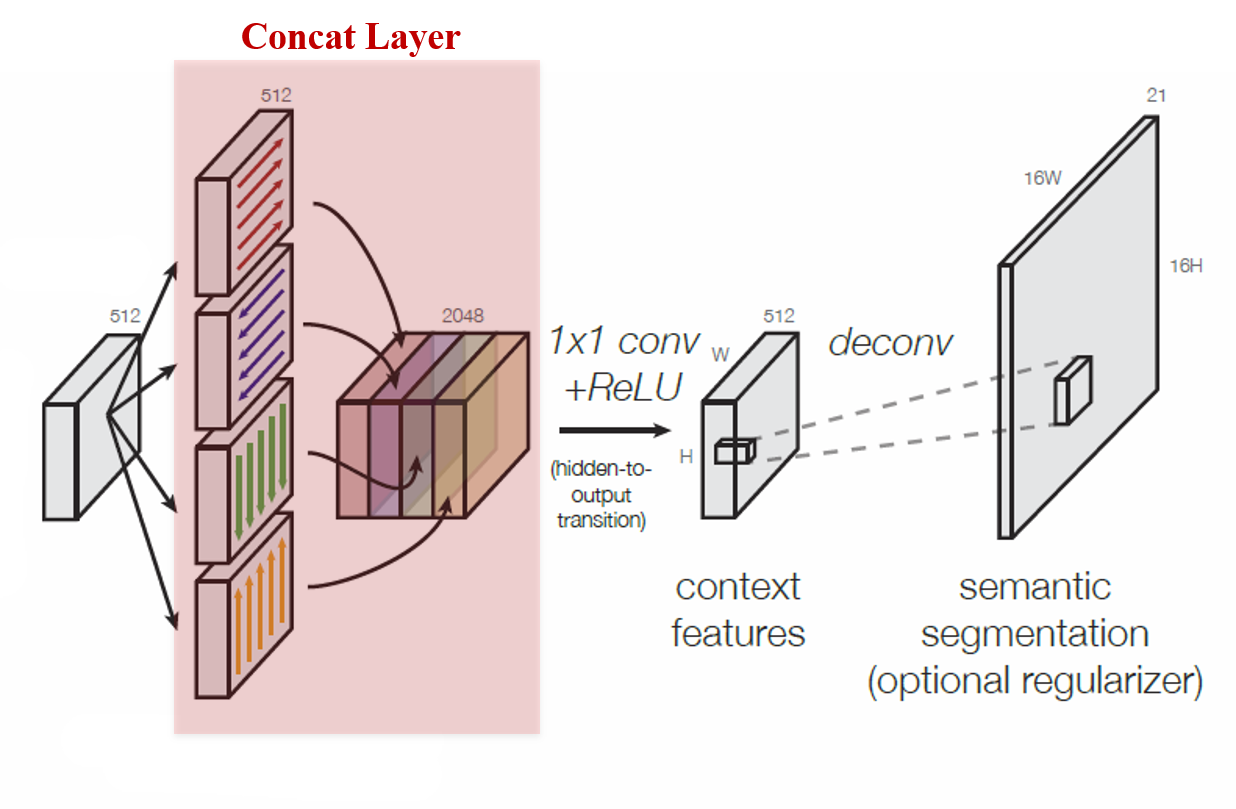 Concat Layer
512
512
2048
1x1 conv
+ReLU
(hidden-to-
output
transition)
512
W
H
context
features
deconv
21
16W
16H
semantic
segmentation
(optional regularizer)